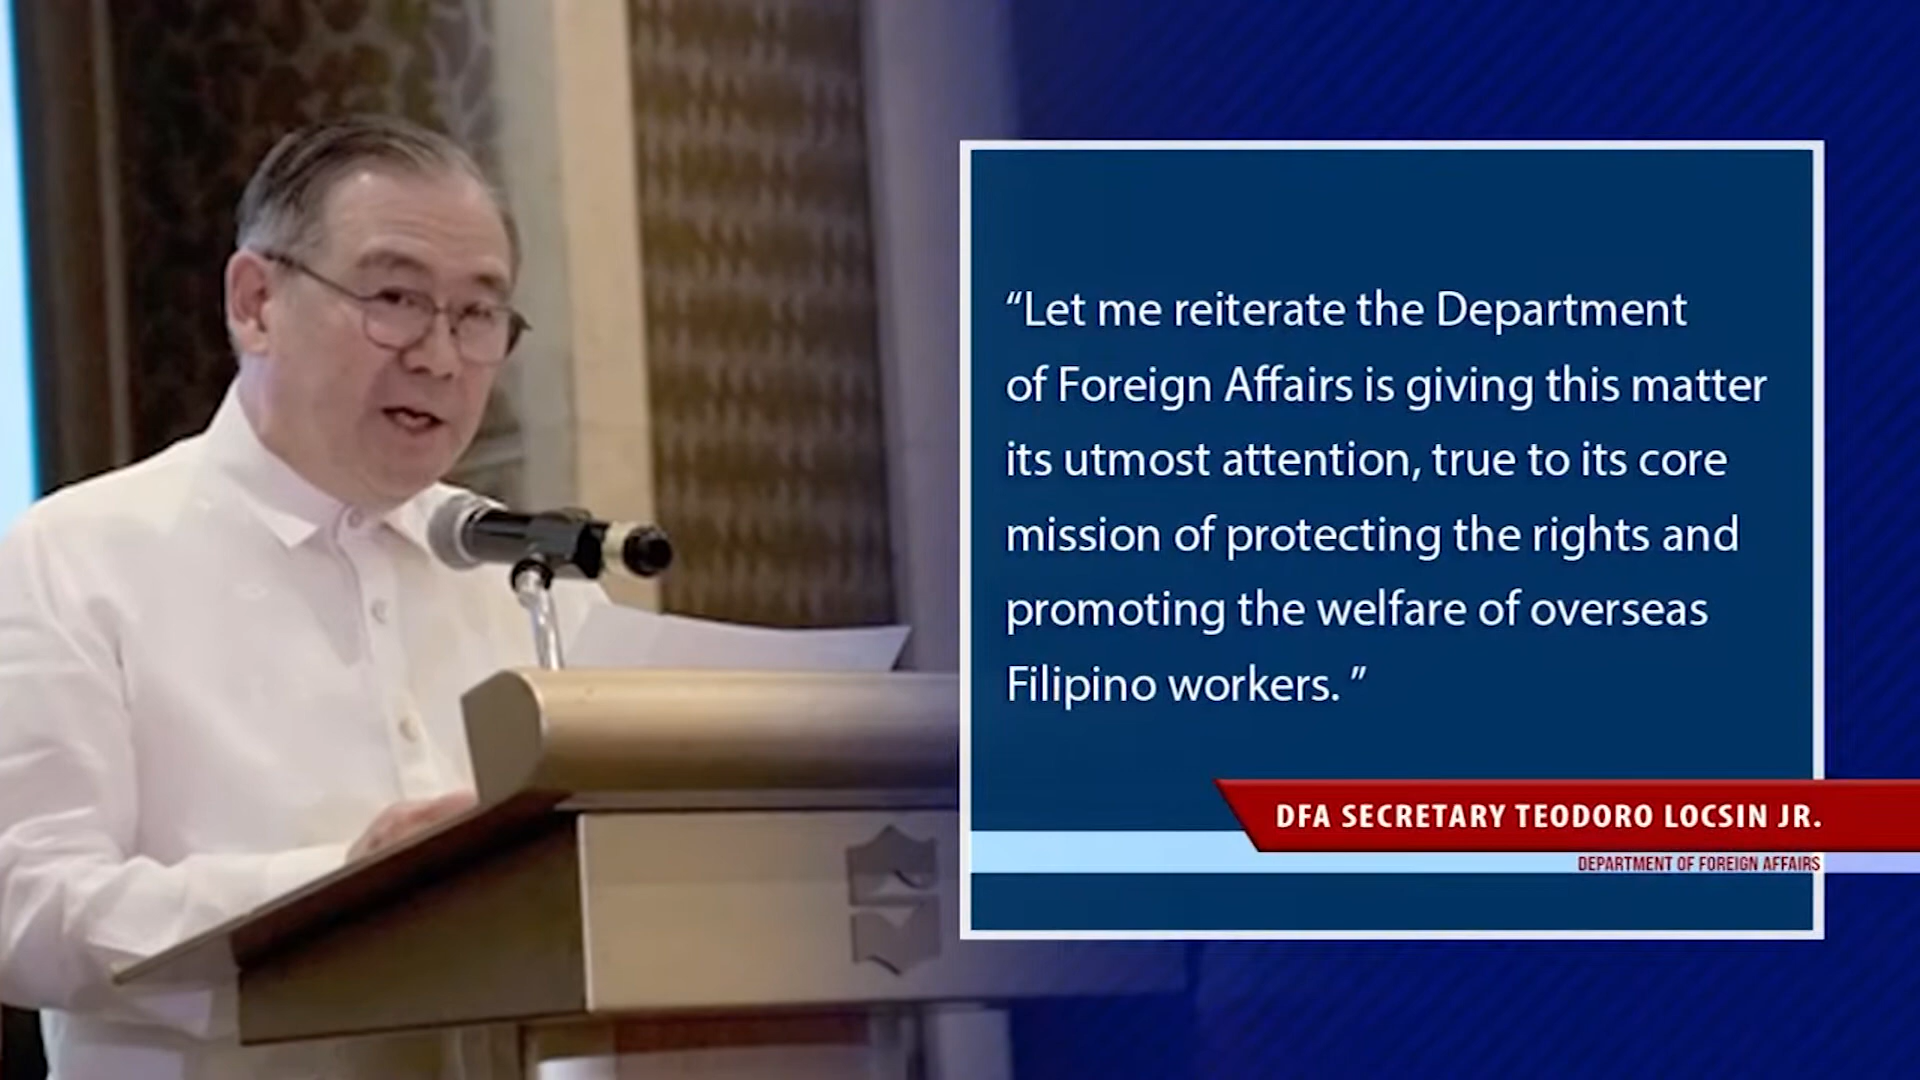 “Let me reiterate the Department
of Foreign Affairs is giving this matter
its utmost attention, true to its core
mission of protecting the rights and
promoting the welfare of overseas
Filipino workers. ”
DFA SECRETARY TEODORO LOCSIN JR.
DEPARTMENT OF FOREIGN AFFAIRS